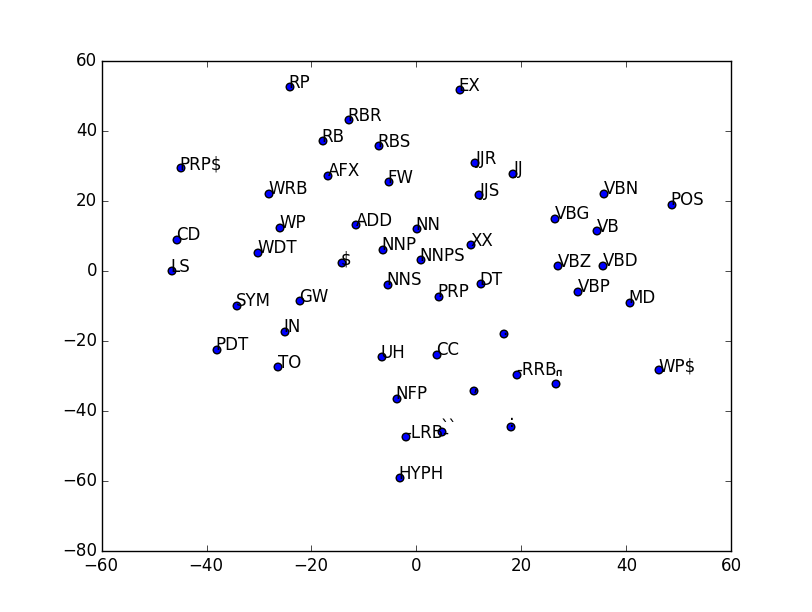 60
RP
EX
RBR
40
RB
RBS
PRP$
AFX
JJR
JJ
FW
20
WRB
JJS
VBN
POS
WP
ADD
NN
VBG
VB
CD
WDT
NNP
XX
0
LS
$
NNPS
VBZ
VBD
NNS
DT
VBP
SYM
GW
PRP
MD
IN
−20
PDT
TO
UH
CC
-RRB-
WP$
NFP
−40
-LRB-
``
.
HYPH
−60
−80
−60 −40 −20 0 20 40 60